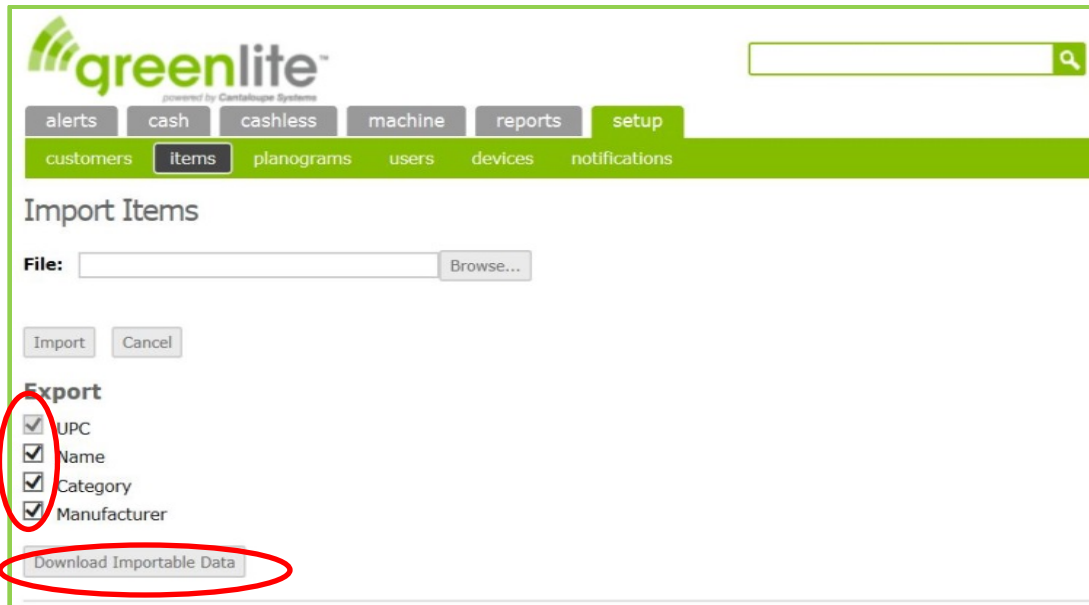 greenlite™
powered by Cantaloupe Systems
alerts cash cashless machine reports setup
customers items planograms users devices notifications
Import Items
File: Browse...
Import Cancel
Export
UPC
Name
Category
Manufacturer
Download Importable Data